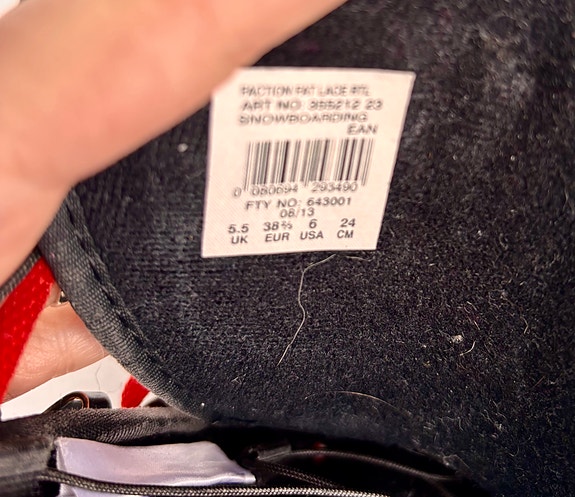 FACTION FAT LACE RTL
ART NO 355212 23
SNOWBOARDING
EAN
0 080694 293490
FTY NO: 643001
08/13
5.5 38⅔ 6 24
UK EUR USA CM